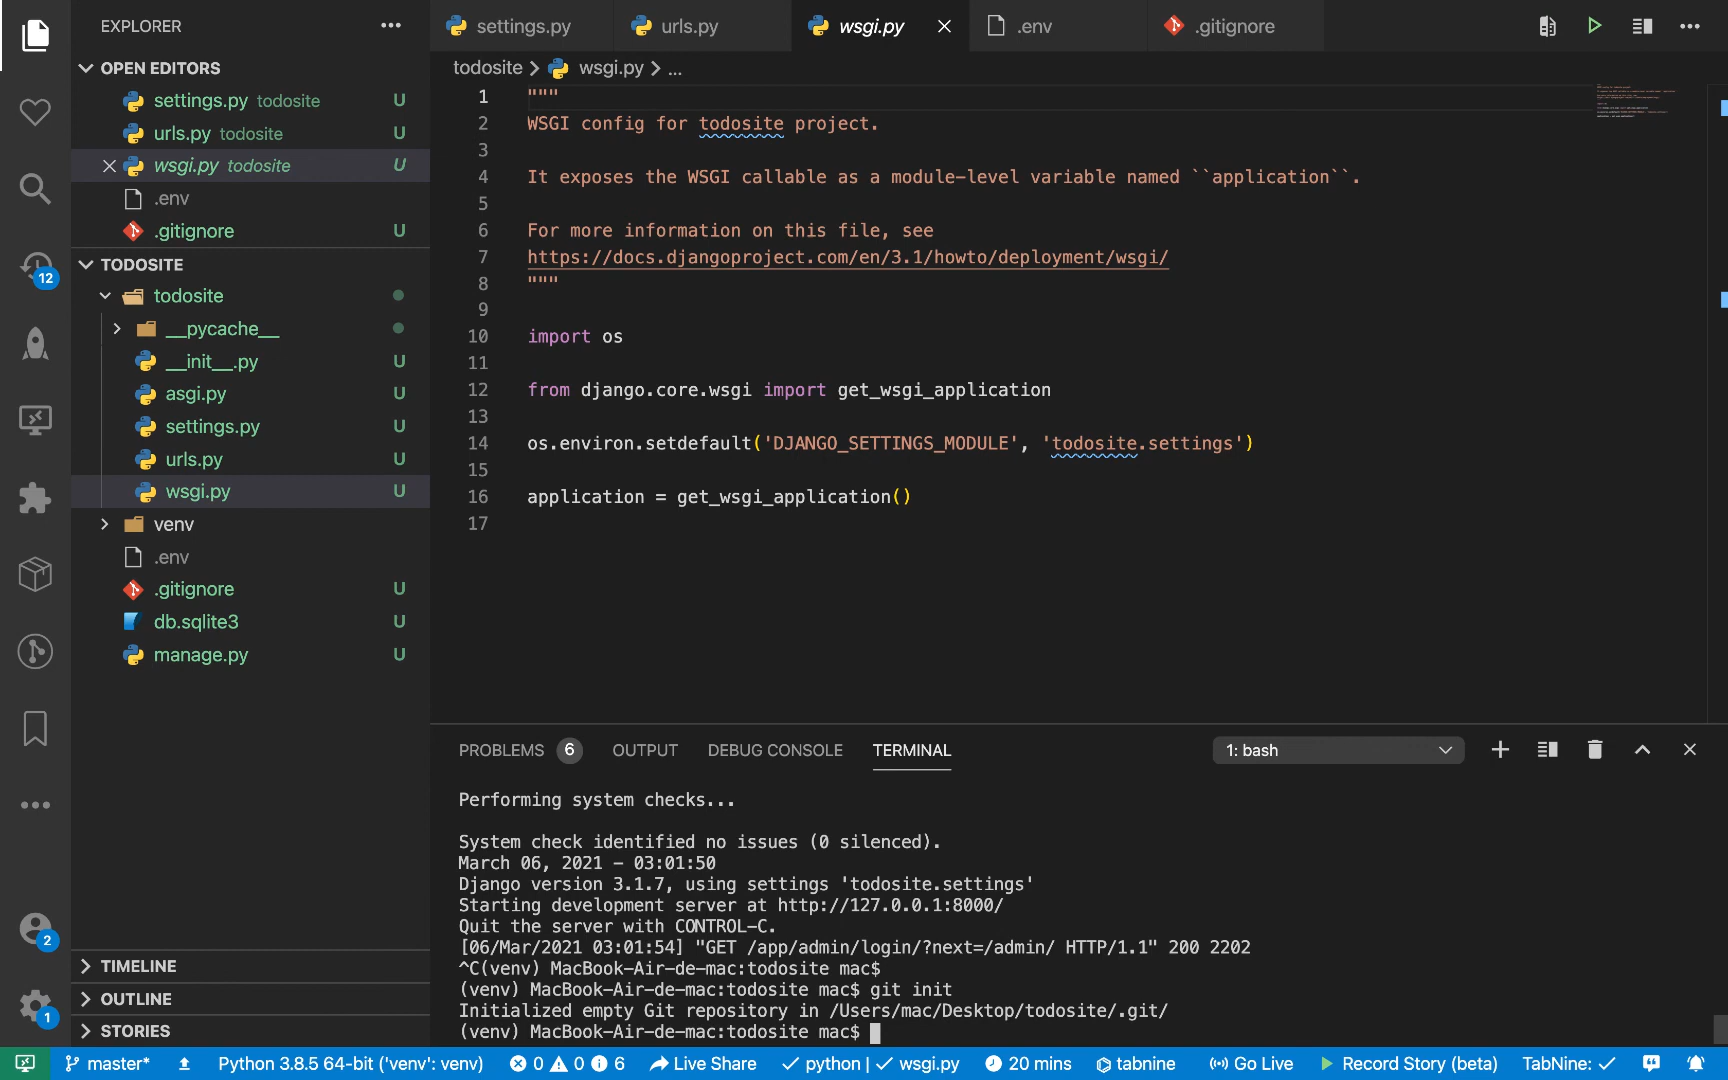 EXPLORER
settings.py
urls.py
wsgi.py
.env
.gitignore
OPEN EDITORS
settings.py todosite U
urls.py todosite U
wsgi.py todosite U
.env
.gitignore U
TODOSITE
todosite
__pycache__
__init__.py U
asgi.py U
settings.py U
urls.py U
wsgi.py U
venv
.env
.gitignore U
db.sqlite3 U
manage.py U
TIMELINE
OUTLINE
STORIES
12
2
1
todosite > wsgi.py > ...
1 """
2 WSGI config for todosite project.
3
4 It exposes the WSGI callable as a module-level variable named ``application``.
5
6 For more information on this file, see
7 https://docs.djangoproject.com/en/3.1/howto/deployment/wsgi/
8 """
9
10 import os
11
12 from django.core.wsgi import get_wsgi_application
13
14 os.environ.setdefault('DJANGO_SETTINGS_MODULE', 'todosite.settings')
15
16 application = get_wsgi_application()
17
PROBLEMS 6 OUTPUT DEBUG CONSOLE TERMINAL 1: bash
Performing system checks...
System check identified no issues (0 silenced).
March 06, 2021 - 03:01:50
Django version 3.1.7, using settings 'todosite.settings'
Starting development server at http://127.0.0.1:8000/
Quit the server with CONTROL-C.
[06/Mar/2021 03:01:54] "GET /app/admin/login/?next=/admin/ HTTP/1.1" 200 2202
^C(venv) MacBook-Air-de-mac:todosite mac$
(venv) MacBook-Air-de-mac:todosite mac$ git init
Initialized empty Git repository in /Users/mac/Desktop/todosite/.git/
(venv) MacBook-Air-de-mac:todosite mac$
master* Python 3.8.5 64-bit ('venv': venv) 0 0 6 Live Share python | wsgi.py 20 mins tabnine Go Live Record Story (beta) TabNine: